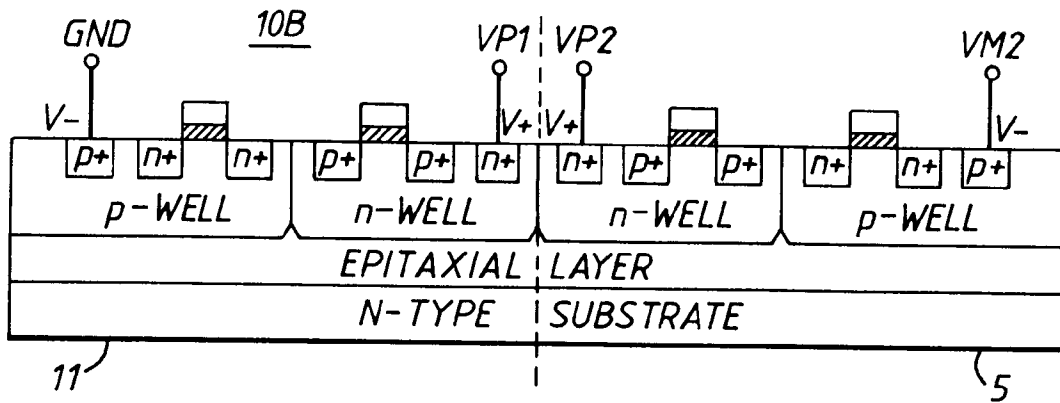 10B
GND VP1 VP2 VM2
V- V+ V+ V-
p+ n+ n+ p+ p+ n+ n+ p+ p+ n+ n+ p+
p-WELL n-WELL n-WELL p-WELL
EPITAXIAL LAYER
N-TYPE SUBSTRATE
11 5